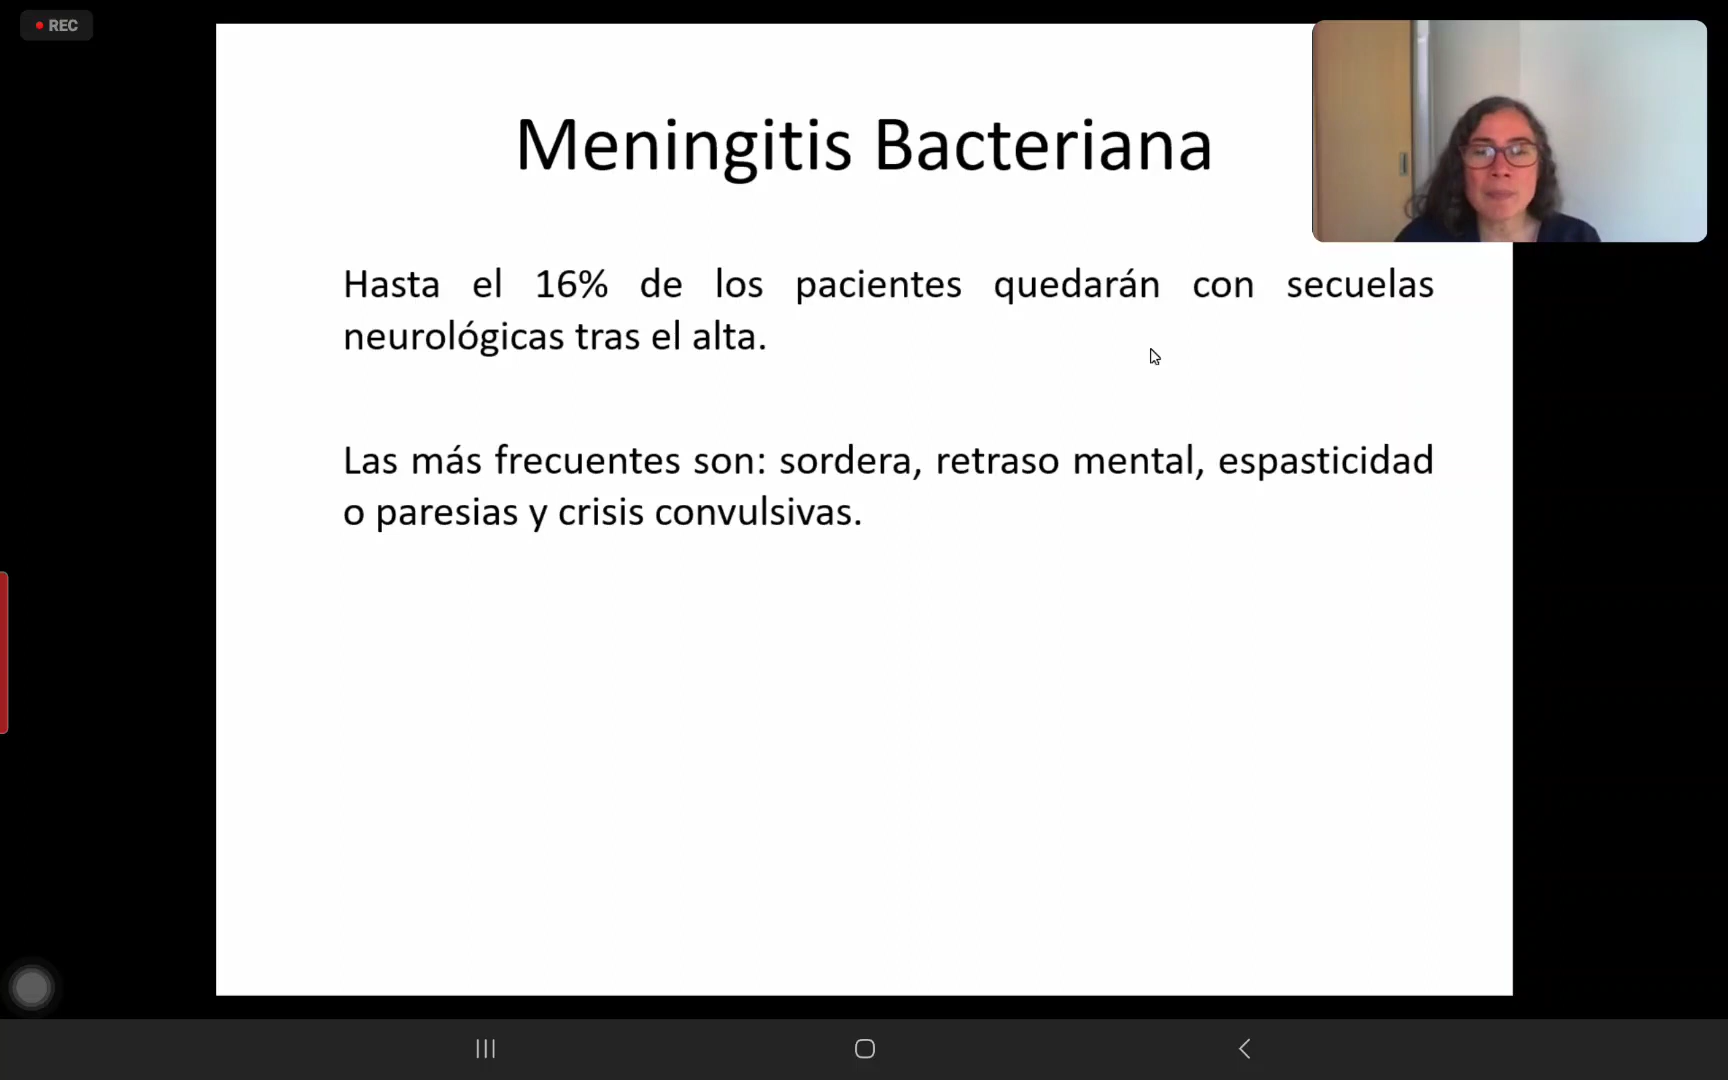 REC
Meningitis Bacteriana
Hasta el 16% de los pacientes quedarán con secuelas
neurológicas tras el alta.
Las más frecuentes son: sordera, retraso mental, espasticidad
o paresias y crisis convulsivas.